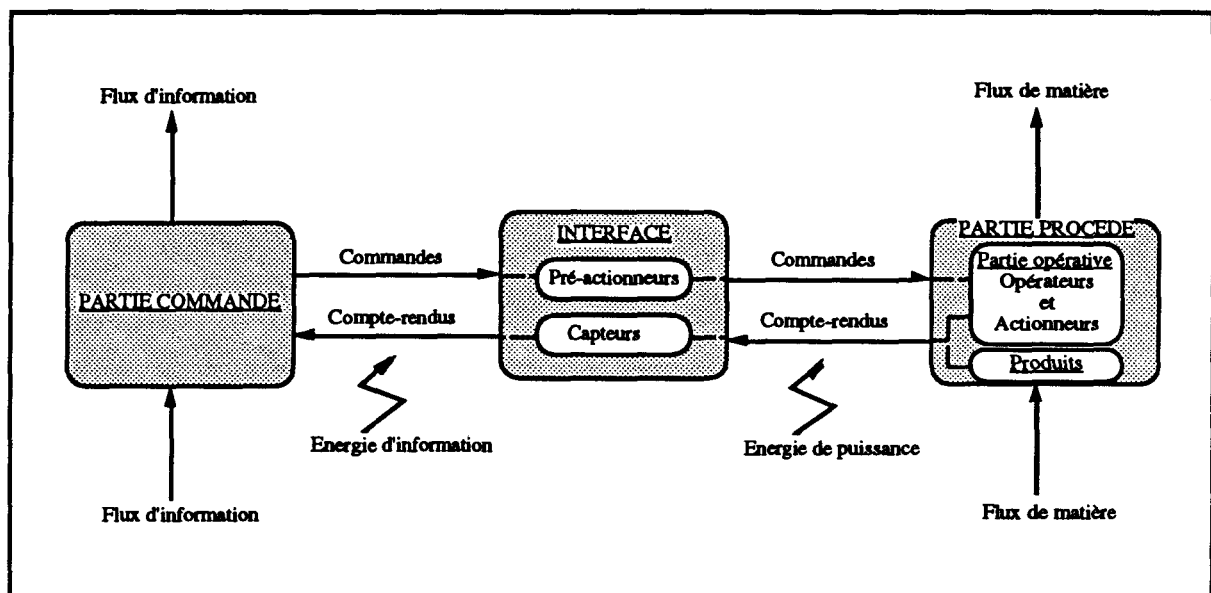 Flux d'information
Flux de matière
PARTIE COMMANDE
Commandes
Compte-rendus
INTERFACE
Pré-actionneurs
Capteurs
Commandes
Compte-rendus
PARTIE PROCEDE
Partie opérative
Opérateurs
et
Actionneurs
Produits
Energie d'information
Energie de puissance
Flux d'information
Flux de matière